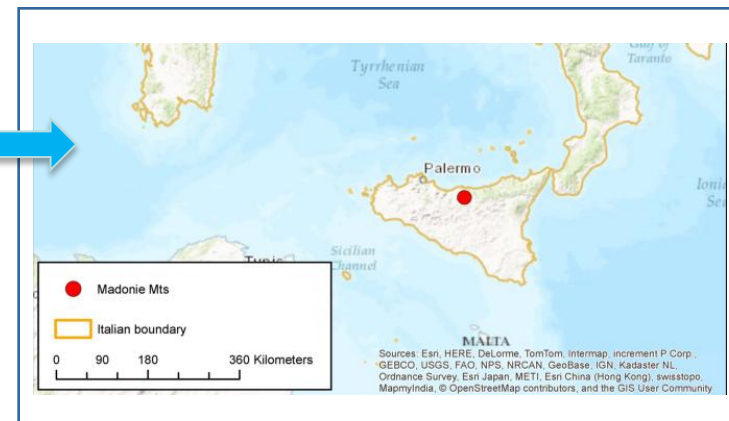 Gulf of
Taranto
Tyrrhenian
Sea
Palermo
Ionian
Sea
Sicilian
Channel
Tunis
MALTA
Madonie Mts
Italian boundary
0 90 180 360 Kilometers
Sources: Esri, HERE, DeLorme, TomTom, Intermap, increment P Corp.,
GEBCO, USGS, FAO, NPS, NRCAN, GeoBase, IGN, Kadaster NL,
Ordnance Survey, Esri Japan, METI, Esri China (Hong Kong), swisstopo,
MapmyIndia, © OpenStreetMap contributors, and the GIS User Community